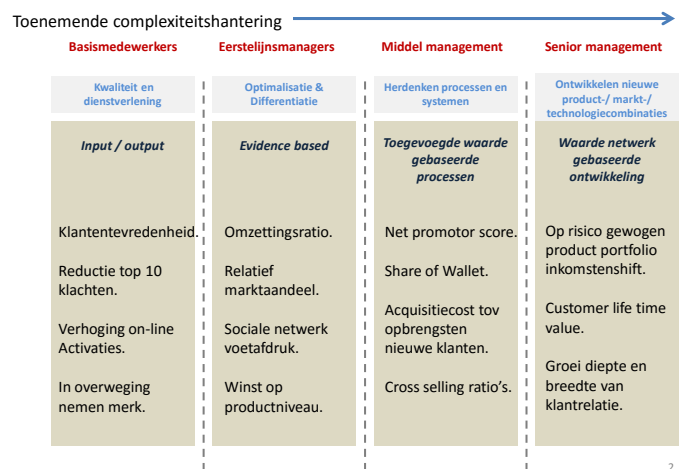 Toenemende complexiteitshantering
Basismedewerkers
Kwaliteit en
dienstverlening
Input / output
Klantentevredenheid.
Reductie top 10
klachten.
Verhoging on-line
Activaties.
In overweging
nemen merk.
Eerstelijnsmanagers
Optimalisatie &
Differentiatie
Evidence based
Omzettingsratio.
Relatief
marktaandeel.
Sociale netwerk
voetafdruk.
Winst op
productniveau.
Middel management
Herdenken processen en
systemen
Toegevoegde waarde
gebaseerde
processen
Net promotor score.
Share of Wallet.
Acquisitiecost tov
opbrengsten
nieuwe klanten.
Cross selling ratio’s.
Senior management
Ontwikkelen nieuwe
product-/ markt-/
technologiecombinaties
Waarde netwerk
gebaseerde
ontwikkeling
Op risico gewogen
product portfolio
inkomstenshift.
Customer life time
value.
Groei diepte en
breedte van
klantrelatie.
2